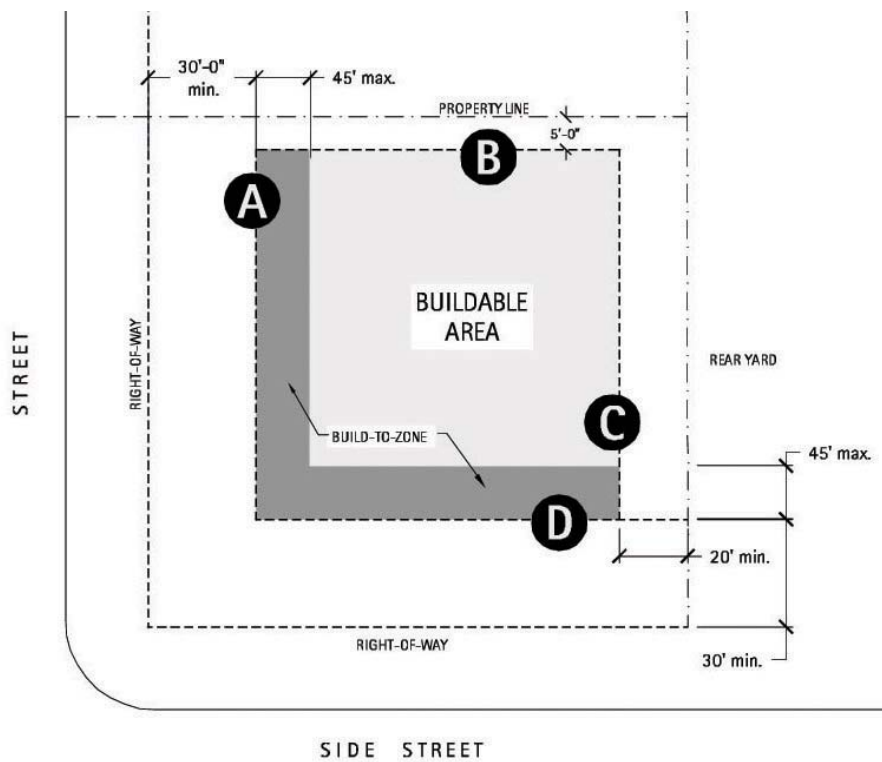 30'-0"
min.
45' max.
PROPERTY LINE
5'-0"
B
A
BUILDABLE
AREA
STREET
RIGHT-OF-WAY
REAR YARD
C
BUILD-TO-ZONE
45' max.
D
20' min.
RIGHT-OF-WAY
30' min.
SIDE STREET